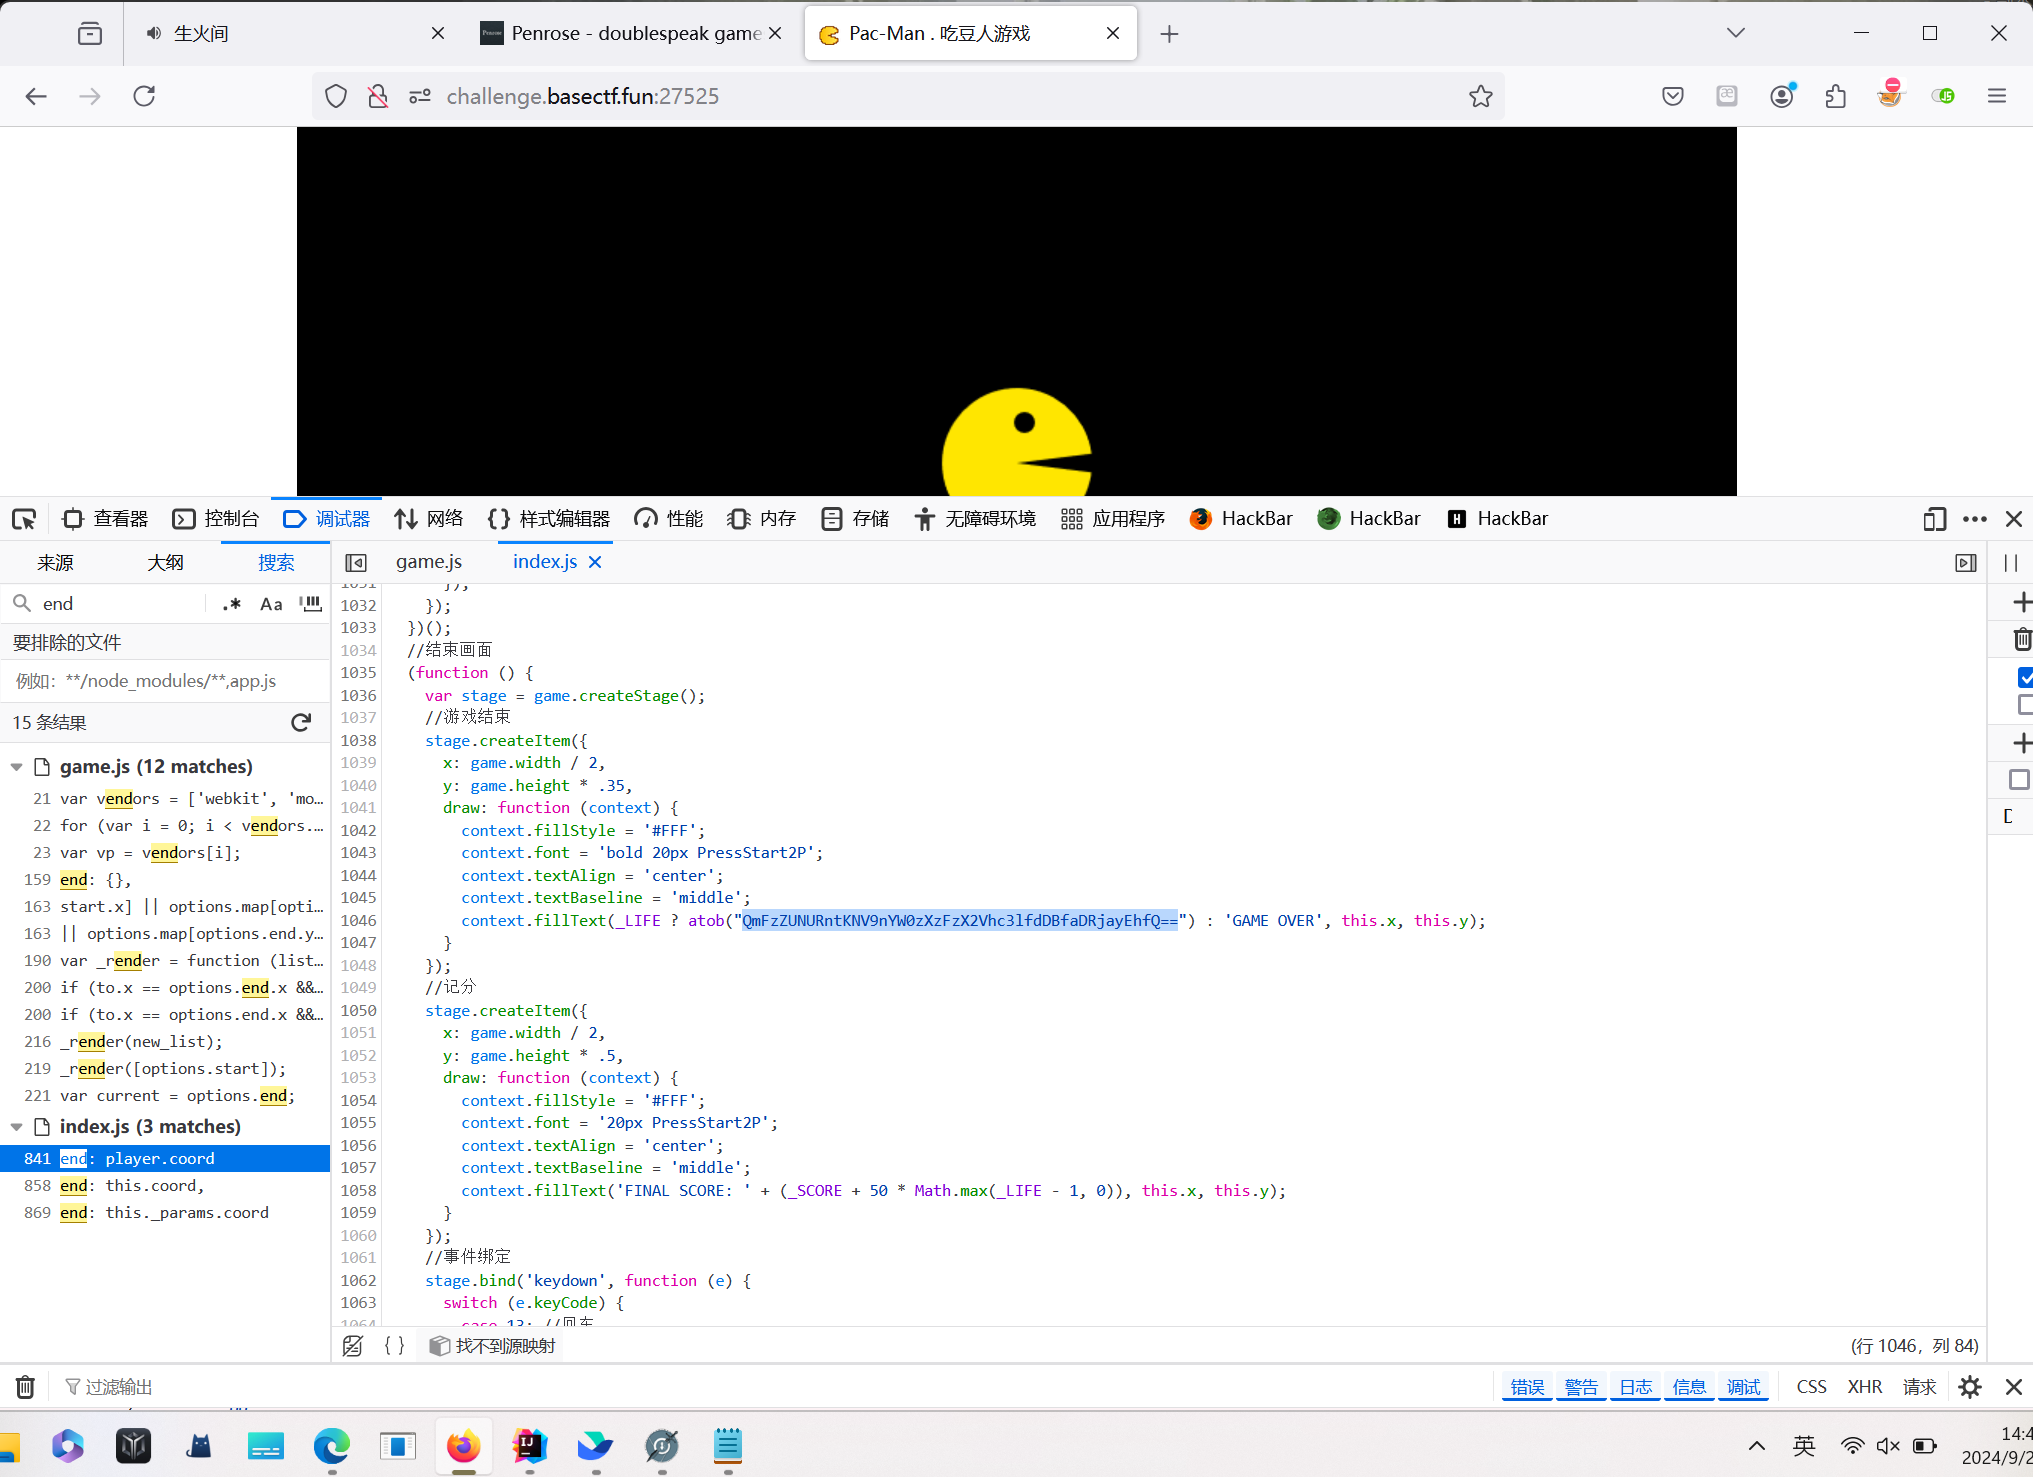 生火间
Penrose - doublespeak game
Pac-Man . 吃豆人游戏
challenge.basectf.fun:27525
查看器 控制台 调试器 网络 样式编辑器 性能 内存 存储 无障碍环境 应用程序 HackBar HackBar HackBar
来源 大纲 搜索
game.js index.js
end .* Aa
要排除的文件
例如：**/node_modules/**,app.js
15 条结果
game.js (12 matches)
21 var vendors = ['webkit', 'mo…
22 for (var i = 0; i < vendors.…
23 var vp = vendors[i];
159 end: {},
163 start.x] || options.map[opti…
163 || options.map[options.end.y…
190 var _render = function (list…
200 if (to.x == options.end.x &&…
200 if (to.x == options.end.x &&…
216 _render(new_list);
219 _render([options.start]);
221 var current = options.end;
index.js (3 matches)
841 end: player.coord
858 end: this.coord,
869 end: this._params.coord
1031 });
1032 });
1033 })();
1034 //结束画面
1035 (function () {
1036 var stage = game.createStage();
1037 //游戏结束
1038 stage.createItem({
1039 x: game.width / 2,
1040 y: game.height * .35,
1041 draw: function (context) {
1042 context.fillStyle = '#FFF';
1043 context.font = 'bold 20px PressStart2P';
1044 context.textAlign = 'center';
1045 context.textBaseline = 'middle';
1046 context.fillText(_LIFE ? atob("QmFzZUNURntKNV9nYW0zXzFzX2Vhc3lfdDBfaDRjayEhfQ==") : 'GAME OVER', this.x, this.y);
1047 }
1048 });
1049 //记分
1050 stage.createItem({
1051 x: game.width / 2,
1052 y: game.height * .5,
1053 draw: function (context) {
1054 context.fillStyle = '#FFF';
1055 context.font = '20px PressStart2P';
1056 context.textAlign = 'center';
1057 context.textBaseline = 'middle';
1058 context.fillText('FINAL SCORE: ' + (_SCORE + 50 * Math.max(_LIFE - 1, 0)), this.x, this.y);
1059 }
1060 });
1061 //事件绑定
1062 stage.bind('keydown', function (e) {
1063 switch (e.keyCode) {
1064 case 13: //回车
{ } 找不到源映射
(行 1046，列 84)
过滤输出
错误 警告 日志 信息 调试 CSS XHR 请求
英
14:4
2024/9/2